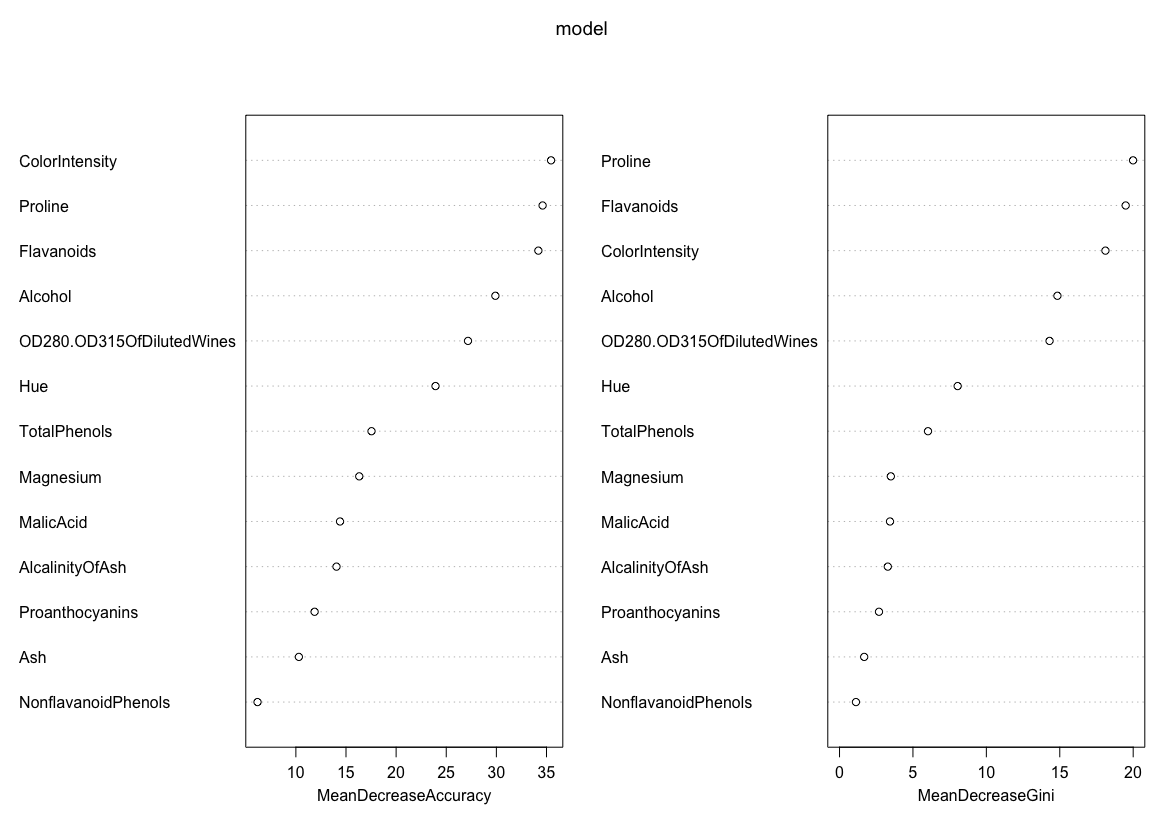 model
ColorIntensity
Proline
Flavanoids
Alcohol
OD280.OD315OfDilutedWines
Hue
TotalPhenols
Magnesium
MalicAcid
AlcalinityOfAsh
Proanthocyanins
Ash
NonflavanoidPhenols
10 15 20 25 30 35
MeanDecreaseAccuracy
Proline
Flavanoids
ColorIntensity
Alcohol
OD280.OD315OfDilutedWines
Hue
TotalPhenols
Magnesium
MalicAcid
AlcalinityOfAsh
Proanthocyanins
Ash
NonflavanoidPhenols
0 5 10 15 20
MeanDecreaseGini